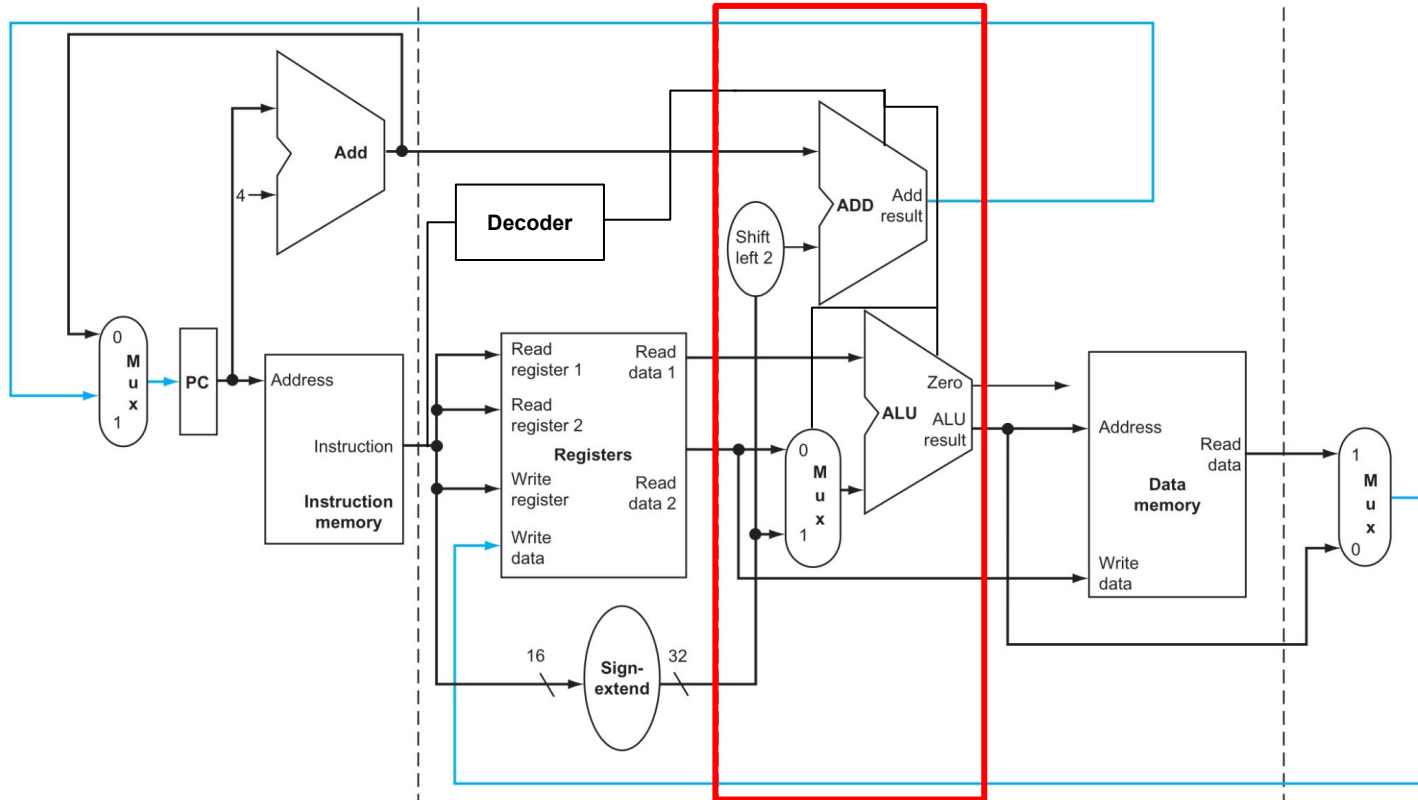 Add
4
Decoder
ADD
Add
result
Shift
left 2
0
M
u
x
1
PC
Address
Instruction
Instruction
memory
Read
register 1
Read
register 2
Write
register
Write
data
Registers
Read
data 1
Read
data 2
16
Sign-
extend
32
0
M
u
x
1
Zero
ALU
ALU
result
Address
Read
data
Data
memory
Write
data
1
M
u
x
0